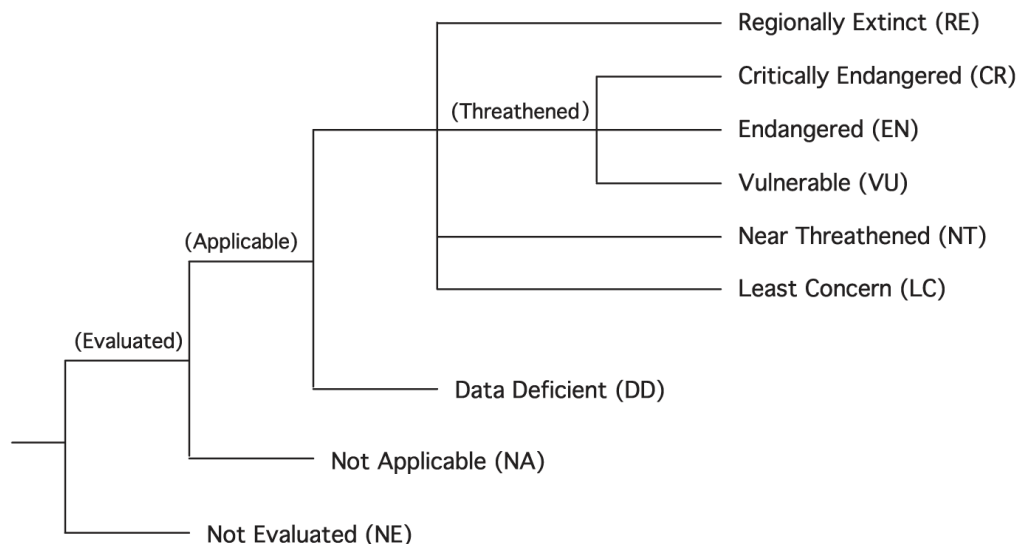 Regionally Extinct (RE)
Critically Endangered (CR)
(Threathened)
Endangered (EN)
Vulnerable (VU)
(Applicable)
Near Threathened (NT)
Least Concern (LC)
(Evaluated)
Data Deficient (DD)
Not Applicable (NA)
Not Evaluated (NE)